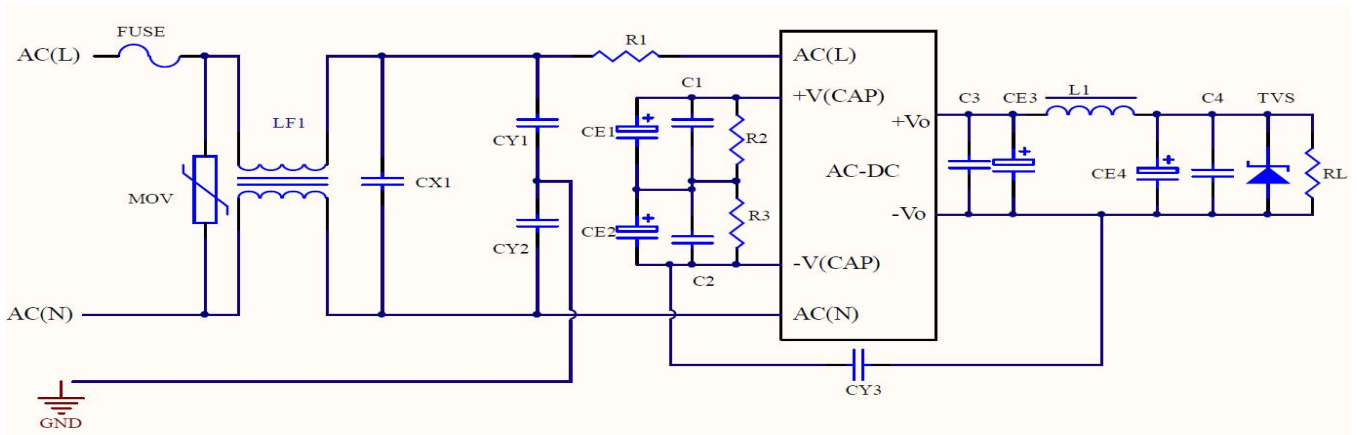 FUSE
AC(L)
MOV
LF1
CX1
CY1
CY2
R1
C1
CE1
R2
CE2
R3
C2
AC(L)
+V(CAP)
+Vo
AC-DC
-Vo
-V(CAP)
AC(N)
C3
CE3
L1
C4
TVS
CE4
RL
AC(N)
CY3
GND